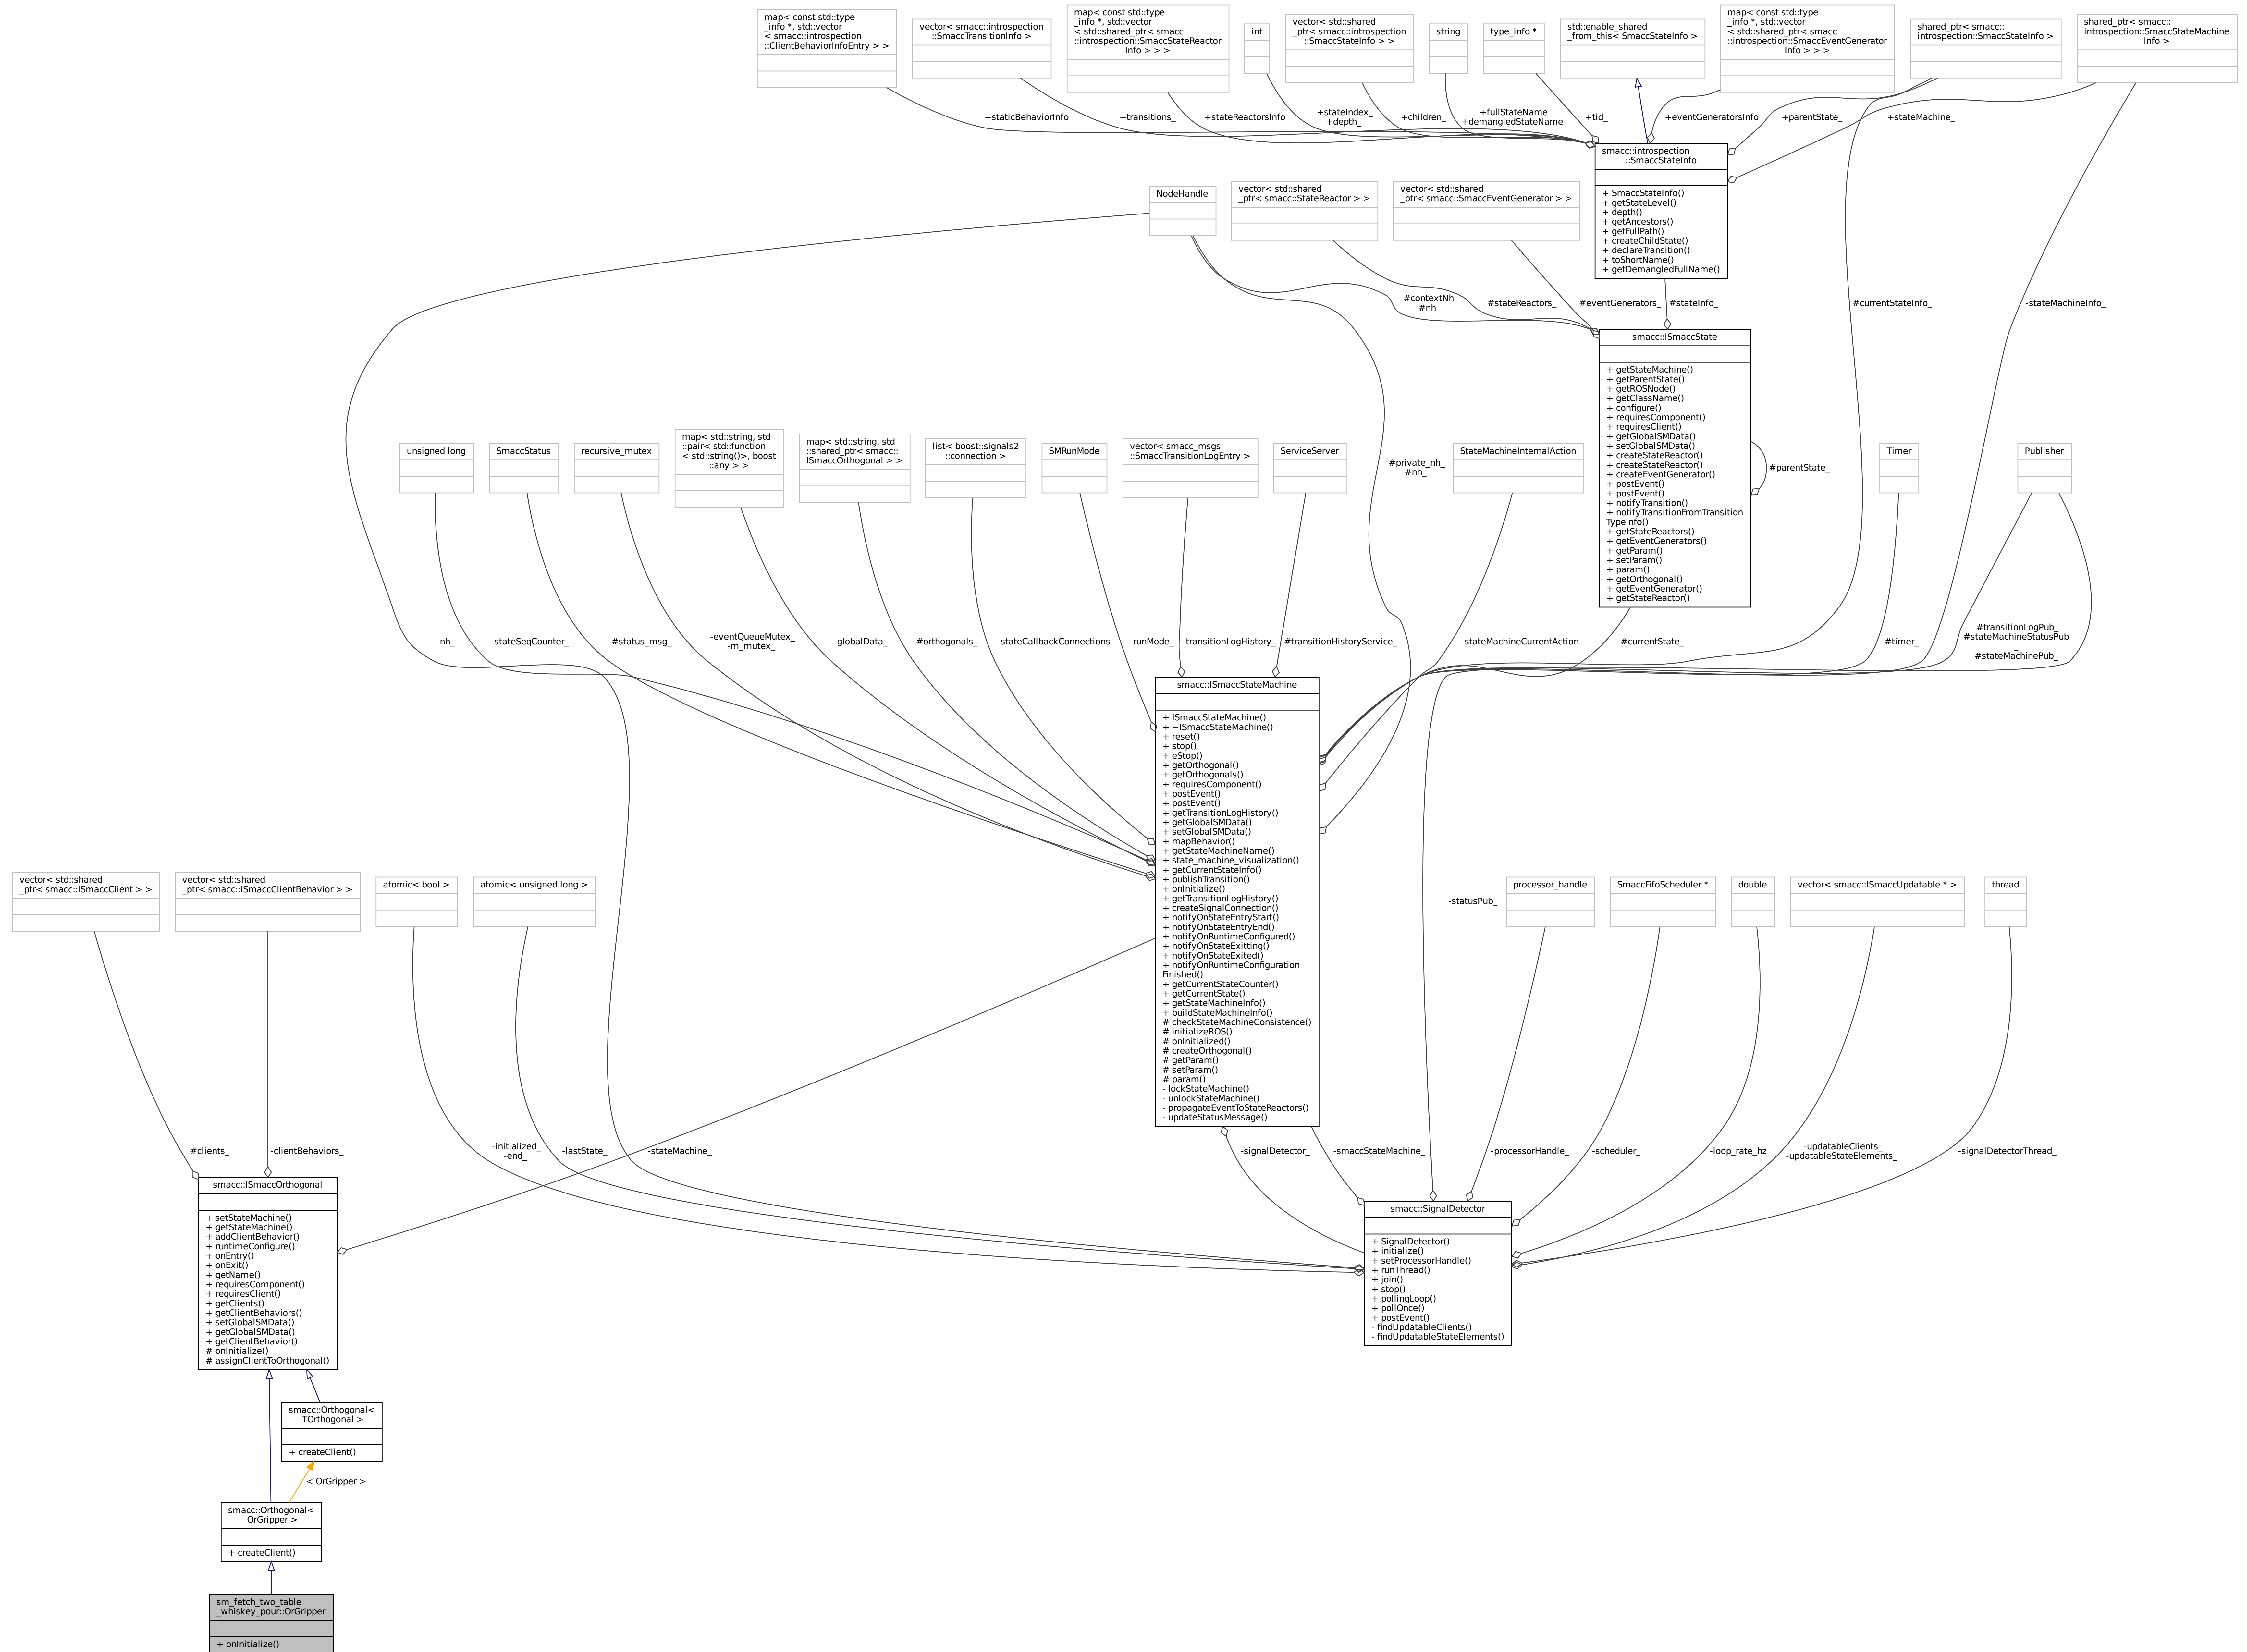 map< const std::type
_info *, std::vector
< smacc::introspection
::ClientBehaviorInfoEntry > >
vector< smacc::introspection
::SmaccTransitionInfo >
map< const std::type
_info *, std::vector
< std::shared_ptr< smacc
::introspection::SmaccStateReactor
Info > > >
int
vector< std::shared
_ptr< smacc::introspection
::SmaccStateInfo > >
string
type_info *
std::enable_shared
_from_this< SmaccStateInfo >
map< const std::type
_info *, std::vector
< std::shared_ptr< smacc
::introspection::SmaccEventGenerator
Info > > >
shared_ptr< smacc::
introspection::SmaccStateInfo >
shared_ptr< smacc::
introspection::SmaccStateMachine
Info >
+staticBehaviorInfo
+transitions_
+stateReactorsInfo
+stateIndex_
+depth_
+children_
+fullStateName
+demangledStateName
+tid_
+eventGeneratorsInfo
+parentState_
+stateMachine_
smacc::introspection
::SmaccStateInfo
+ SmaccStateInfo()
+ getStateLevel()
+ depth()
+ getAncestors()
+ getFullPath()
+ createChildState()
+ declareTransition()
+ toShortName()
+ getDemangledFullName()
NodeHandle
vector< std::shared
_ptr< smacc::StateReactor > >
vector< std::shared
_ptr< smacc::SmaccEventGenerator > >
#contextNh
#nh
#stateReactors_
#eventGenerators_
#stateInfo_
#currentStateInfo_
-stateMachineInfo_
smacc::ISmaccState
+ getStateMachine()
+ getParentState()
+ getROSNode()
+ getClassName()
+ configure()
+ requiresComponent()
+ requiresClient()
+ getGlobalSMData()
+ setGlobalSMData()
+ createStateReactor()
+ createStateReactor()
+ createEventGenerator()
+ postEvent()
+ postEvent()
+ notifyTransition()
+ notifyTransitionFromTransition
TypeInfo()
+ getStateReactors()
+ getEventGenerators()
+ getParam()
+ setParam()
+ param()
+ getOrthogonal()
+ getEventGenerator()
+ getStateReactor()
#parentState_
unsigned long
SmaccStatus
recursive_mutex
map< std::string, std
::pair< std::function
< std::string()>, boost
::any > >
map< std::string, std
::shared_ptr< smacc::
ISmaccOrthogonal > >
list< boost::signals2
::connection >
SMRunMode
vector< smacc_msgs
::SmaccTransitionLogEntry >
ServiceServer
#private_nh_
#nh_
StateMachineInternalAction
Timer
Publisher
-nh_
-stateSeqCounter_
#status_msg_
-eventQueueMutex_
-m_mutex_
-globalData_
#orthogonals_
-stateCallbackConnections
-runMode_
-transitionLogHistory_
#transitionHistoryService_
-stateMachineCurrentAction
#currentState_
#timer_
#transitionLogPub_
#stateMachineStatusPub
_
#stateMachinePub_
smacc::ISmaccStateMachine
+ ISmaccStateMachine()
+ ~ISmaccStateMachine()
+ reset()
+ stop()
+ eStop()
+ getOrthogonal()
+ getOrthogonals()
+ requiresComponent()
+ postEvent()
+ postEvent()
+ getTransitionLogHistory()
+ getGlobalSMData()
+ setGlobalSMData()
+ mapBehavior()
+ getStateMachineName()
+ state_machine_visualization()
+ getCurrentStateInfo()
+ publishTransition()
+ onInitialize()
+ getTransitionLogHistory()
+ createSignalConnection()
+ notifyOnStateEntryStart()
+ notifyOnStateEntryEnd()
+ notifyOnRuntimeConfigured()
+ notifyOnStateExitting()
+ notifyOnStateExited()
+ notifyOnRuntimeConfiguration
Finished()
+ getCurrentStateCounter()
+ getCurrentState()
+ getStateMachineInfo()
+ buildStateMachineInfo()
# checkStateMachineConsistence()
# initializeROS()
# onInitialized()
# createOrthogonal()
# getParam()
# setParam()
# param()
- lockStateMachine()
- unlockStateMachine()
- propagateEventToStateReactors()
- updateStatusMessage()
vector< std::shared
_ptr< smacc::ISmaccClient > >
vector< std::shared
_ptr< smacc::ISmaccClientBehavior > >
atomic< bool >
atomic< unsigned long >
-statusPub_
processor_handle
SmaccFifoScheduler *
double
vector< smacc::ISmaccUpdatable * >
thread
#clients_
-clientBehaviors_
-initialized_
-end_
-lastState_
-stateMachine_
-signalDetector_
-smaccStateMachine_
-processorHandle_
-scheduler_
-loop_rate_hz
-updatableClients_
-updatableStateElements_
-signalDetectorThread_
smacc::ISmaccOrthogonal
+ setStateMachine()
+ getStateMachine()
+ addClientBehavior()
+ runtimeConfigure()
+ onEntry()
+ onExit()
+ getName()
+ requiresComponent()
+ requiresClient()
+ getClients()
+ getClientBehaviors()
+ setGlobalSMData()
+ getGlobalSMData()
+ getClientBehavior()
# onInitialize()
# assignClientToOrthogonal()
smacc::SignalDetector
+ SignalDetector()
+ initialize()
+ setProcessorHandle()
+ runThread()
+ join()
+ stop()
+ pollingLoop()
+ pollOnce()
+ postEvent()
- findUpdatableClients()
- findUpdatableStateElements()
smacc::Orthogonal<
TOrthogonal >
+ createClient()
< OrGripper >
smacc::Orthogonal<
OrGripper >
+ createClient()
sm_fetch_two_table
_whiskey_pour::OrGripper
+ onInitialize()